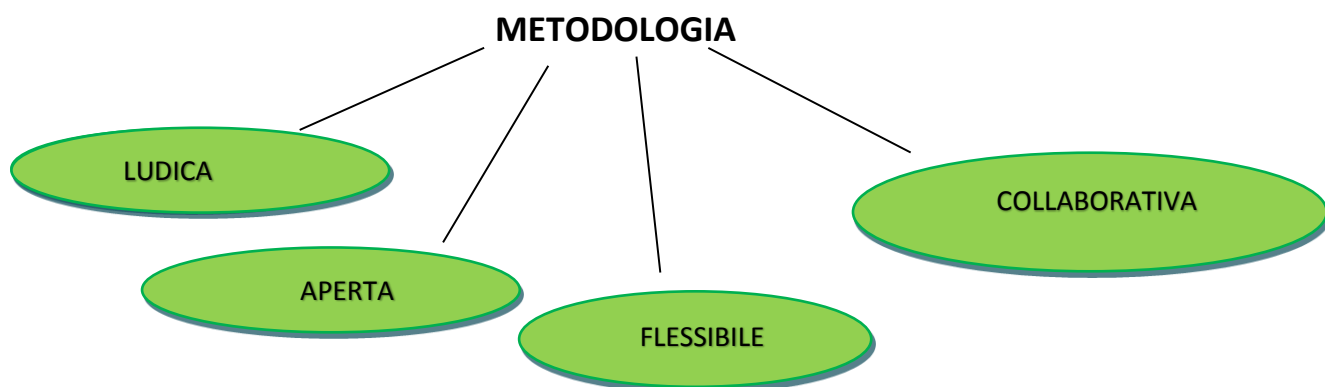 METODOLOGIA
LUDICA
COLLABORATIVA
APERTA
FLESSIBILE